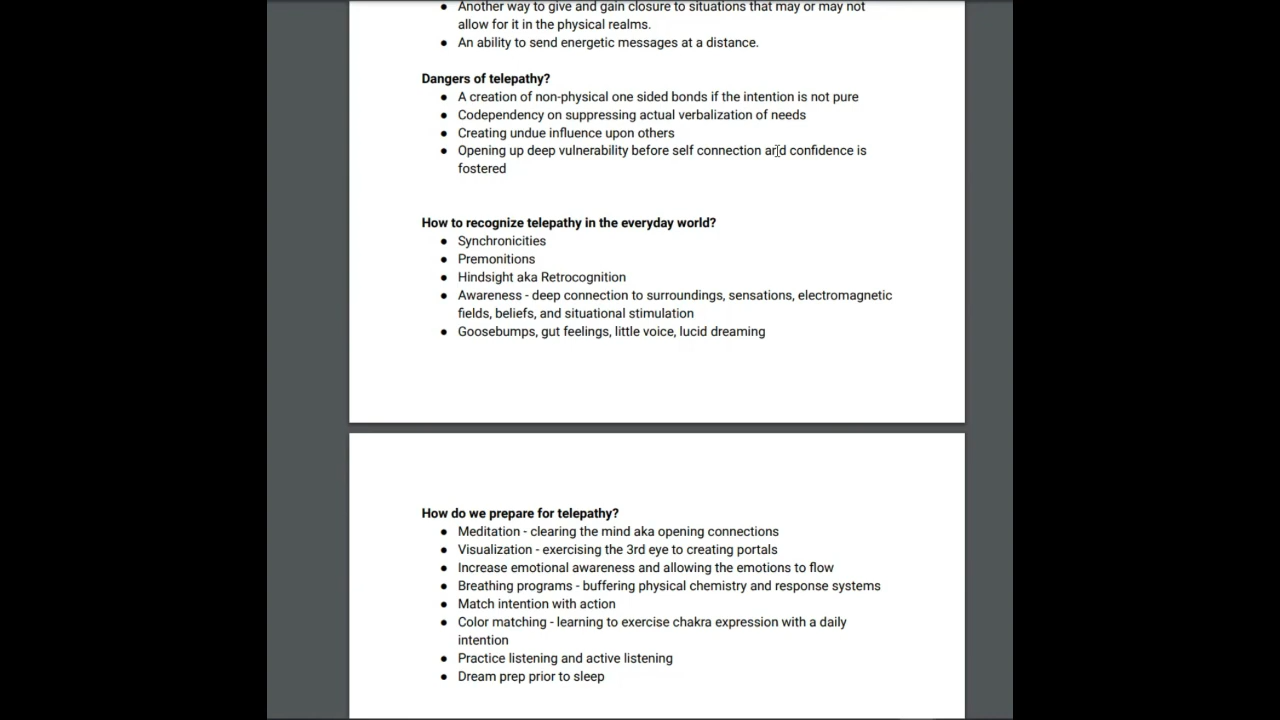 ● Another way to give and gain closure to situations that may or may not
allow for it in the physical realms.
● An ability to send energetic messages at a distance.
Dangers of telepathy?
● A creation of non-physical one sided bonds if the intention is not pure
● Codependency on suppressing actual verbalization of needs
● Creating undue influence upon others
● Opening up deep vulnerability before self connection and confidence is
fostered
How to recognize telepathy in the everyday world?
● Synchronicities
● Premonitions
● Hindsight aka Retrocognition
● Awareness - deep connection to surroundings, sensations, electromagnetic
fields, beliefs, and situational stimulation
● Goosebumps, gut feelings, little voice, lucid dreaming
How do we prepare for telepathy?
● Meditation - clearing the mind aka opening connections
● Visualization - exercising the 3rd eye to creating portals
● Increase emotional awareness and allowing the emotions to flow
● Breathing programs - buffering physical chemistry and response systems
● Match intention with action
● Color matching - learning to exercise chakra expression with a daily
intention
● Practice listening and active listening
● Dream prep prior to sleep